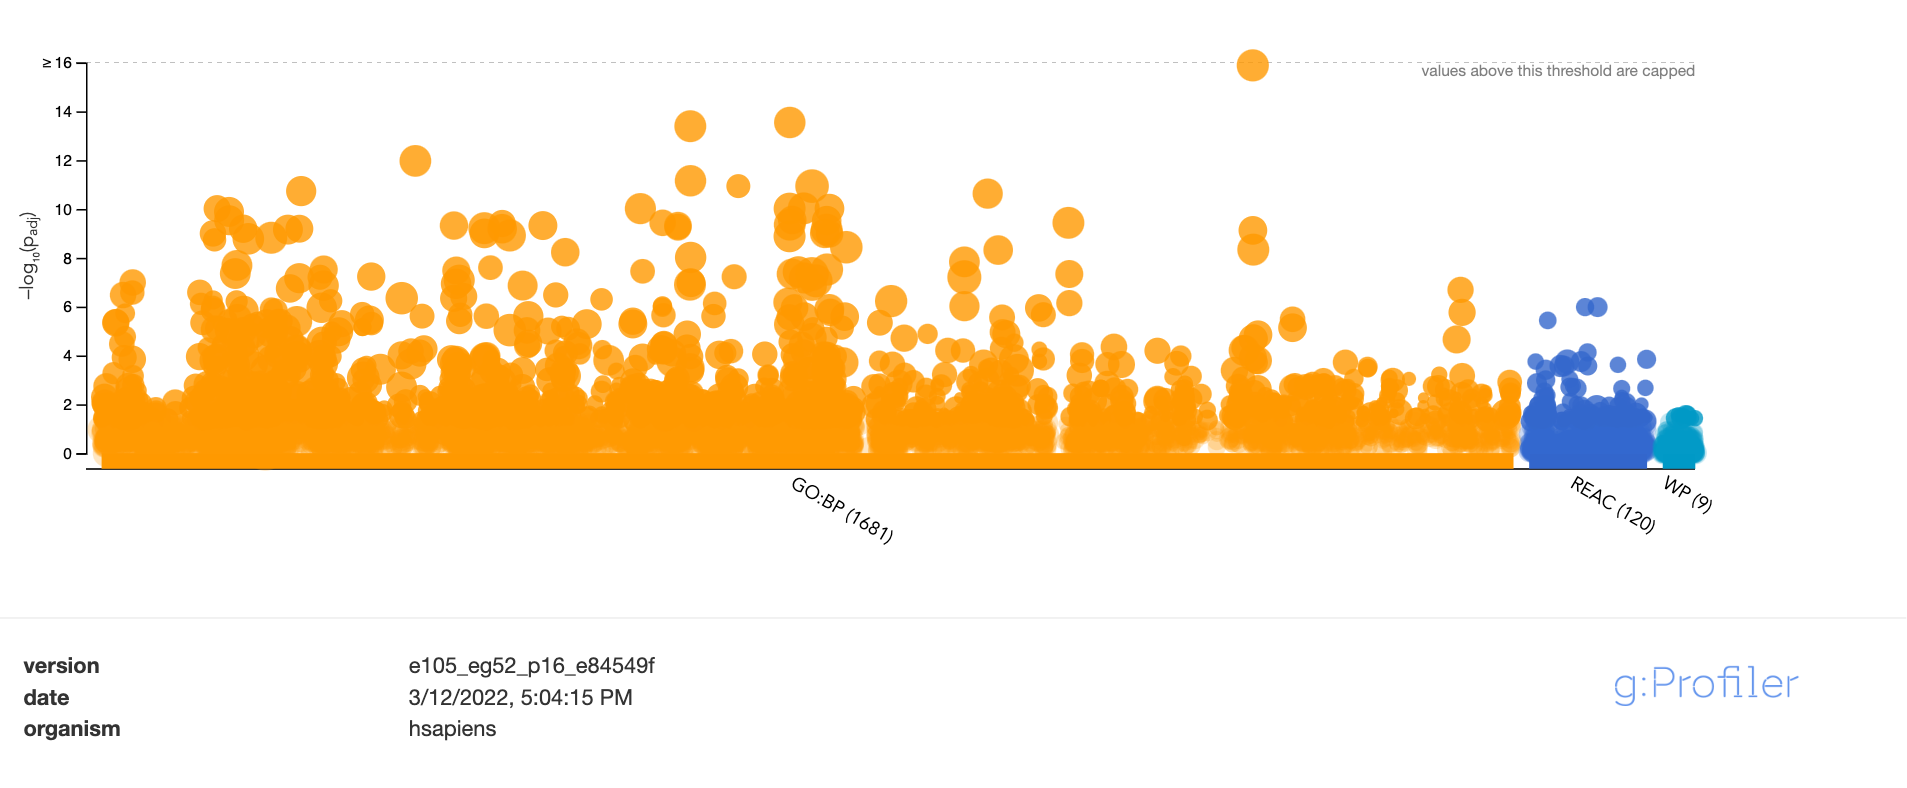 ≥ 16
values above this threshold are capped
14
12
10
8
6
4
2
0
−log₁₀(padj)
GO:BP (1681)
REAC (120)
WP (9)
version e105_eg52_p16_e84549f
date 3/12/2022, 5:04:15 PM
organism hsapiens
g:Profiler